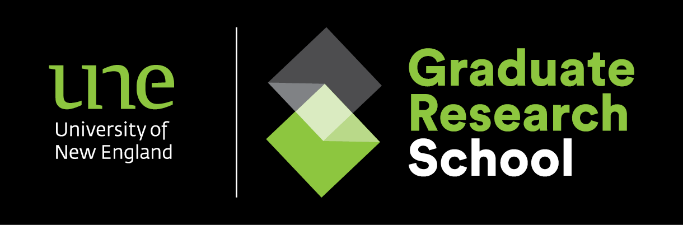 une
University of
New England
Graduate
Research
School